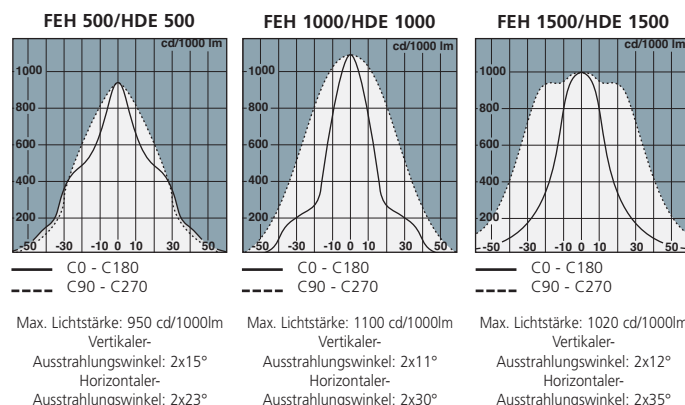 FEH 500/HDE 500
cd/1000 lm
1000
800
600
400
200
-50 -30 -10 0 10 30 50
C0 - C180
C90 - C270
Max. Lichtstärke: 950 cd/1000lm
Vertikaler-
Ausstrahlungswinkel: 2x15°
Horizontaler-
Ausstrahlungswinkel: 2x23°
FEH 1000/HDE 1000
cd/1000 lm
1000
800
600
400
200
-50 -30 -10 0 10 30 50
C0 - C180
C90 - C270
Max. Lichtstärke: 1100 cd/1000lm
Vertikaler-
Ausstrahlungswinkel: 2x11°
Horizontaler-
Ausstrahlungswinkel: 2x30°
FEH 1500/HDE 1500
cd/1000 lm
1000
800
600
400
200
-50 -30 -10 0 10 30 50
C0 - C180
C90 - C270
Max. Lichtstärke: 1020 cd/1000lm
Vertikaler-
Ausstrahlungswinkel: 2x12°
Horizontaler-
Ausstrahlungswinkel: 2x35°